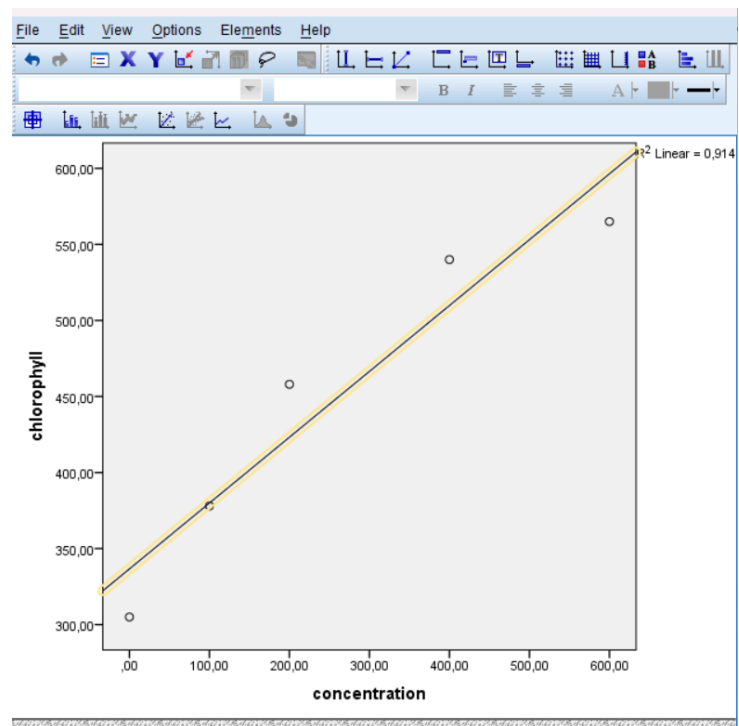 File Edit View Options Elements Help
X Y
B I A
R² Linear = 0,914
600,00
550,00
500,00
450,00
400,00
350,00
300,00
chlorophyll
,00 100,00 200,00 300,00 400,00 500,00 600,00
concentration